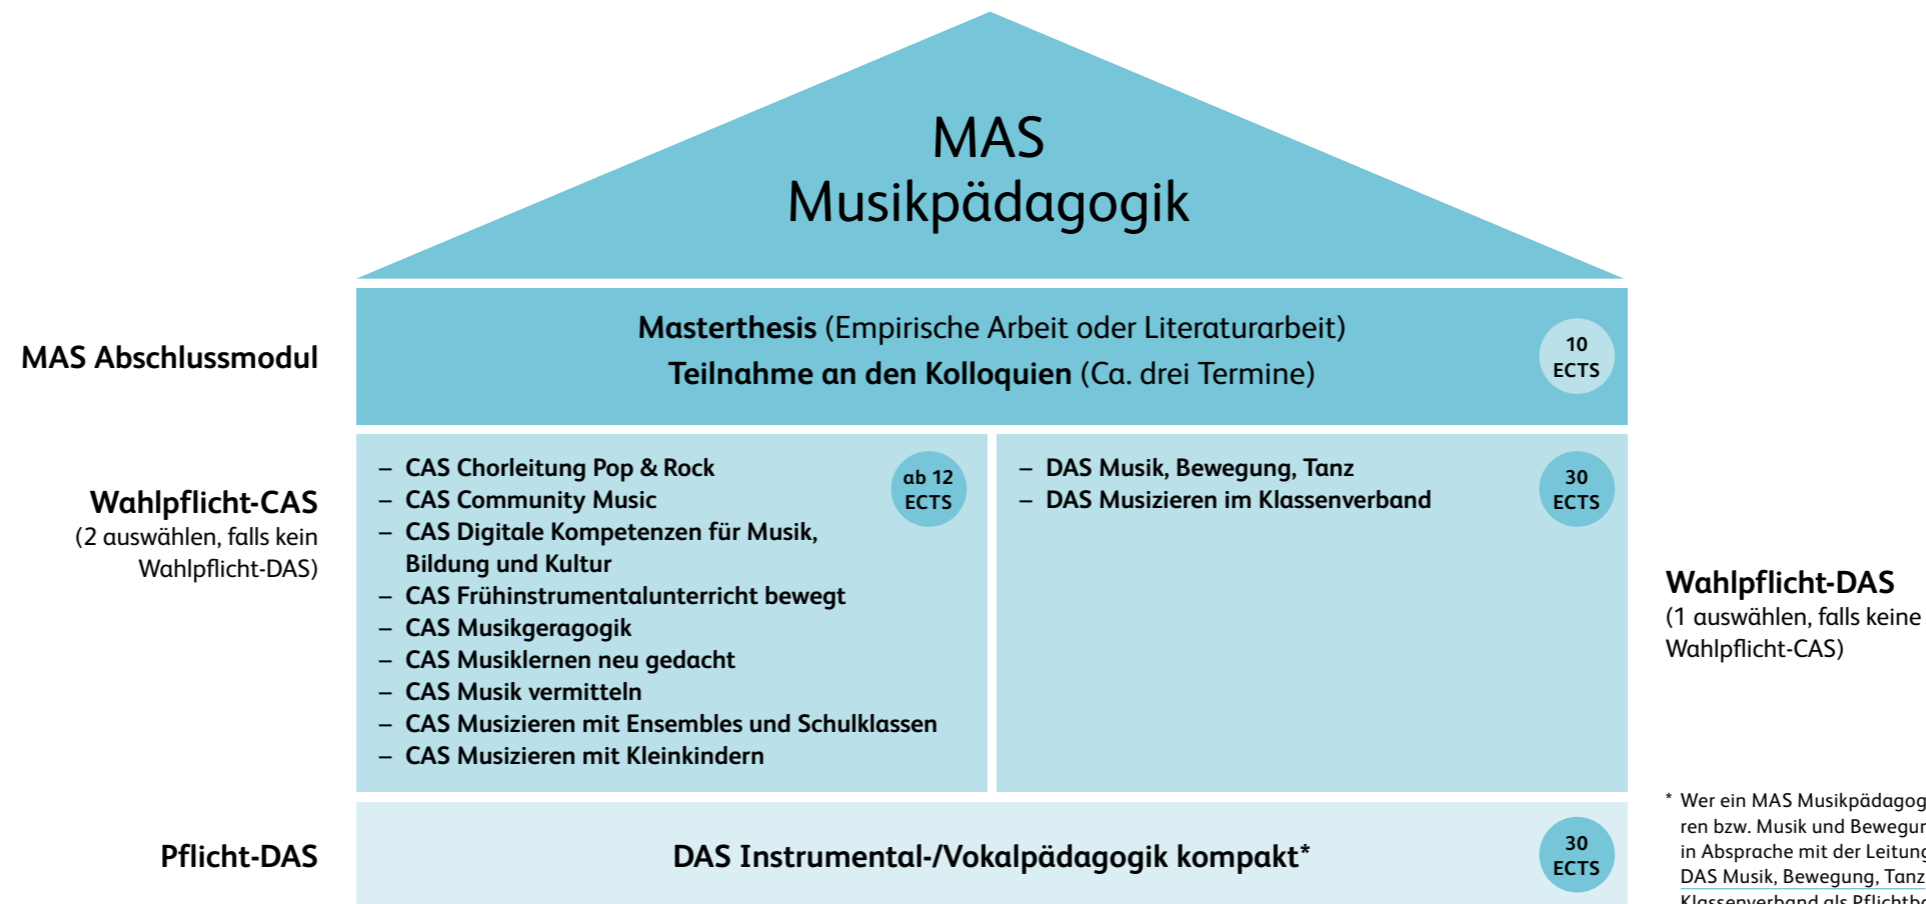 MAS
Musikpädagogik
MAS Abschlussmodul
Masterthesis (Empirische Arbeit oder Literaturarbeit)
Teilnahme an den Kolloquien (Ca. drei Termine)
10
ECTS
Wahlpflicht-CAS
(2 auswählen, falls kein
Wahlpflicht-DAS)
– CAS Chorleitung Pop & Rock
– CAS Community Music
– CAS Digitale Kompetenzen für Musik,
Bildung und Kultur
– CAS Frühinstrumentalunterricht bewegt
– CAS Musikgeragogik
– CAS Musiklernen neu gedacht
– CAS Musik vermitteln
– CAS Musizieren mit Ensembles und Schulklassen
– CAS Musizieren mit Kleinkindern
ab 12
ECTS
– DAS Musik, Bewegung, Tanz
– DAS Musizieren im Klassenverband
30
ECTS
Wahlpflicht-DAS
(1 auswählen, falls keine
Wahlpflicht-CAS)
Pflicht-DAS
DAS Instrumental-/Vokalpädagogik kompakt*
30
ECTS
* Wer ein MAS Musikpädagog
ren bzw. Musik und Bewegun
in Absprache mit der Leitung
DAS Musik, Bewegung, Tanz
Klassenverband als Pflichtba